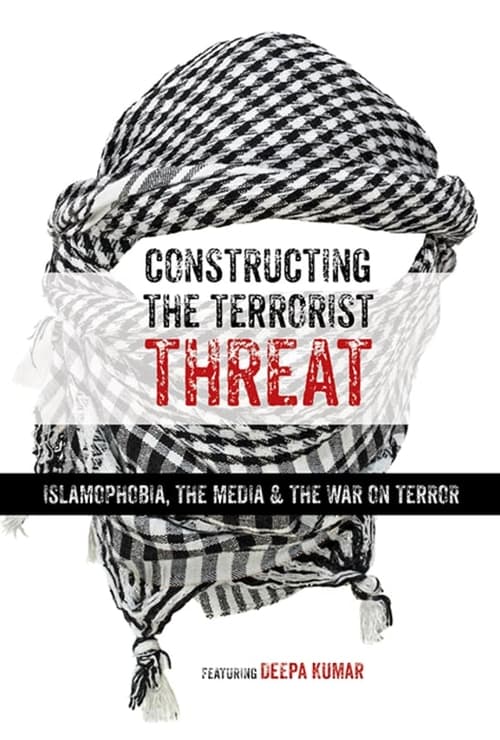 CONSTRUCTING
THE TERRORIST
THREAT
ISLAMOPHOBIA, THE MEDIA & THE WAR ON TERROR
FEATURING DEEPA KUMAR